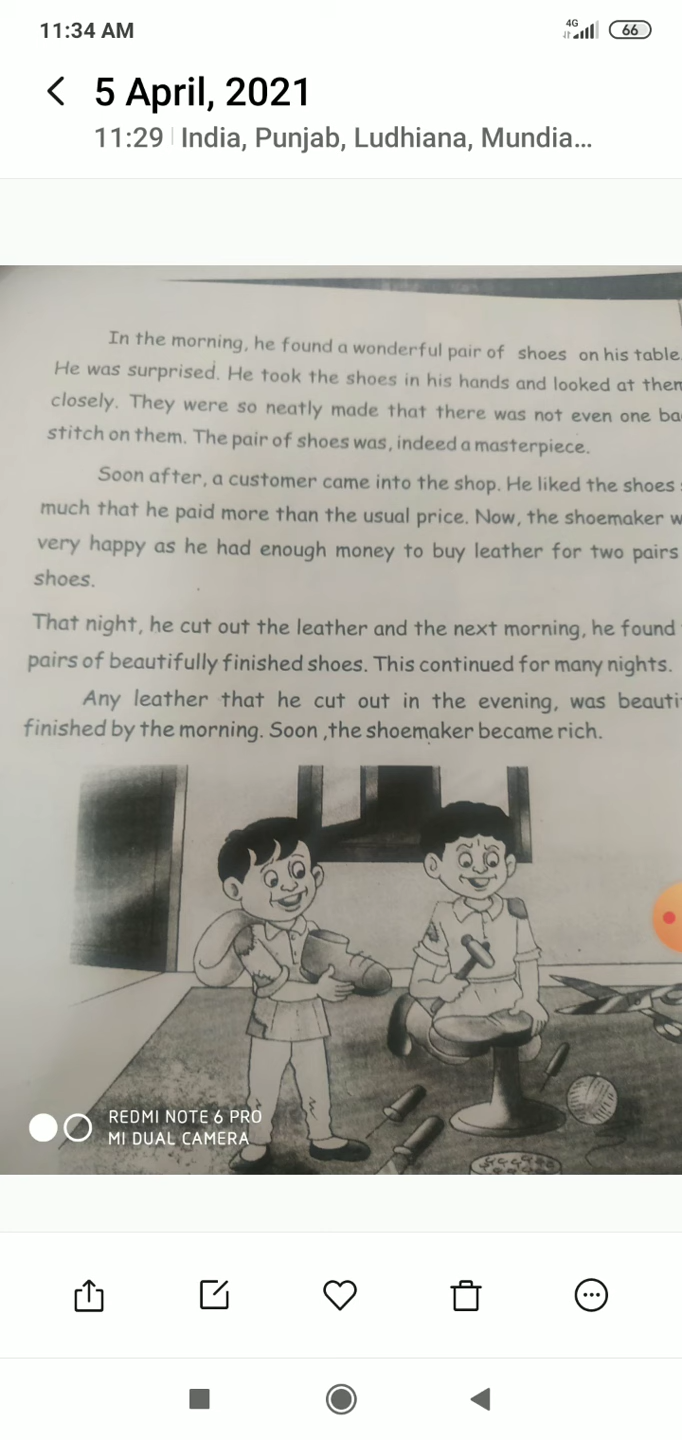 11:34 AM
4G
66
5 April, 2021
11:29 India, Punjab, Ludhiana, Mundia...
In the morning, he found a wonderful pair of shoes on his table
He was surprised. He took the shoes in his hands and looked at
closely. They were so neatly made that there was not even one
stitch on them. The pair of shoes was, indeed a masterpiece.
Soon after, a customer came into the shop. He liked the shoes
much that he paid more than the usual price. Now, the shoemaker
very happy as he had enough money to buy leather for two pairs
shoes.
That night, he cut out the leather and the next morning, he found
pairs of beautifully finished shoes. This continued for many nights.
Any leather that he cut out in the evening, was
finished by the morning. Soon ,the shoemaker became rich.
REDMI NOTE 6 PRO
MI DUAL CAMERA